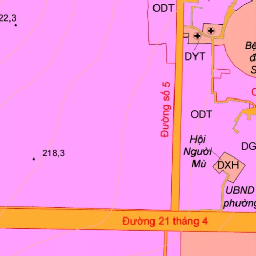 ODT
22,3
Bệ
đ
S
DYT
Đường số 5
ODT
Hội
Người
Mù
DG
218,3
DXH
UBND
phường
Đường 21 tháng 4